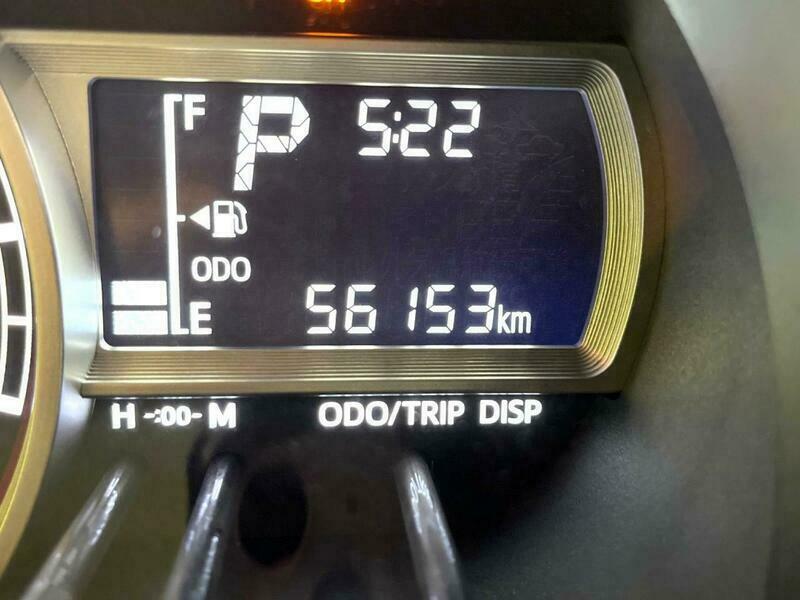 F P 5:22
ODO
E 56153km
H -:00- M ODO/TRIP DISP